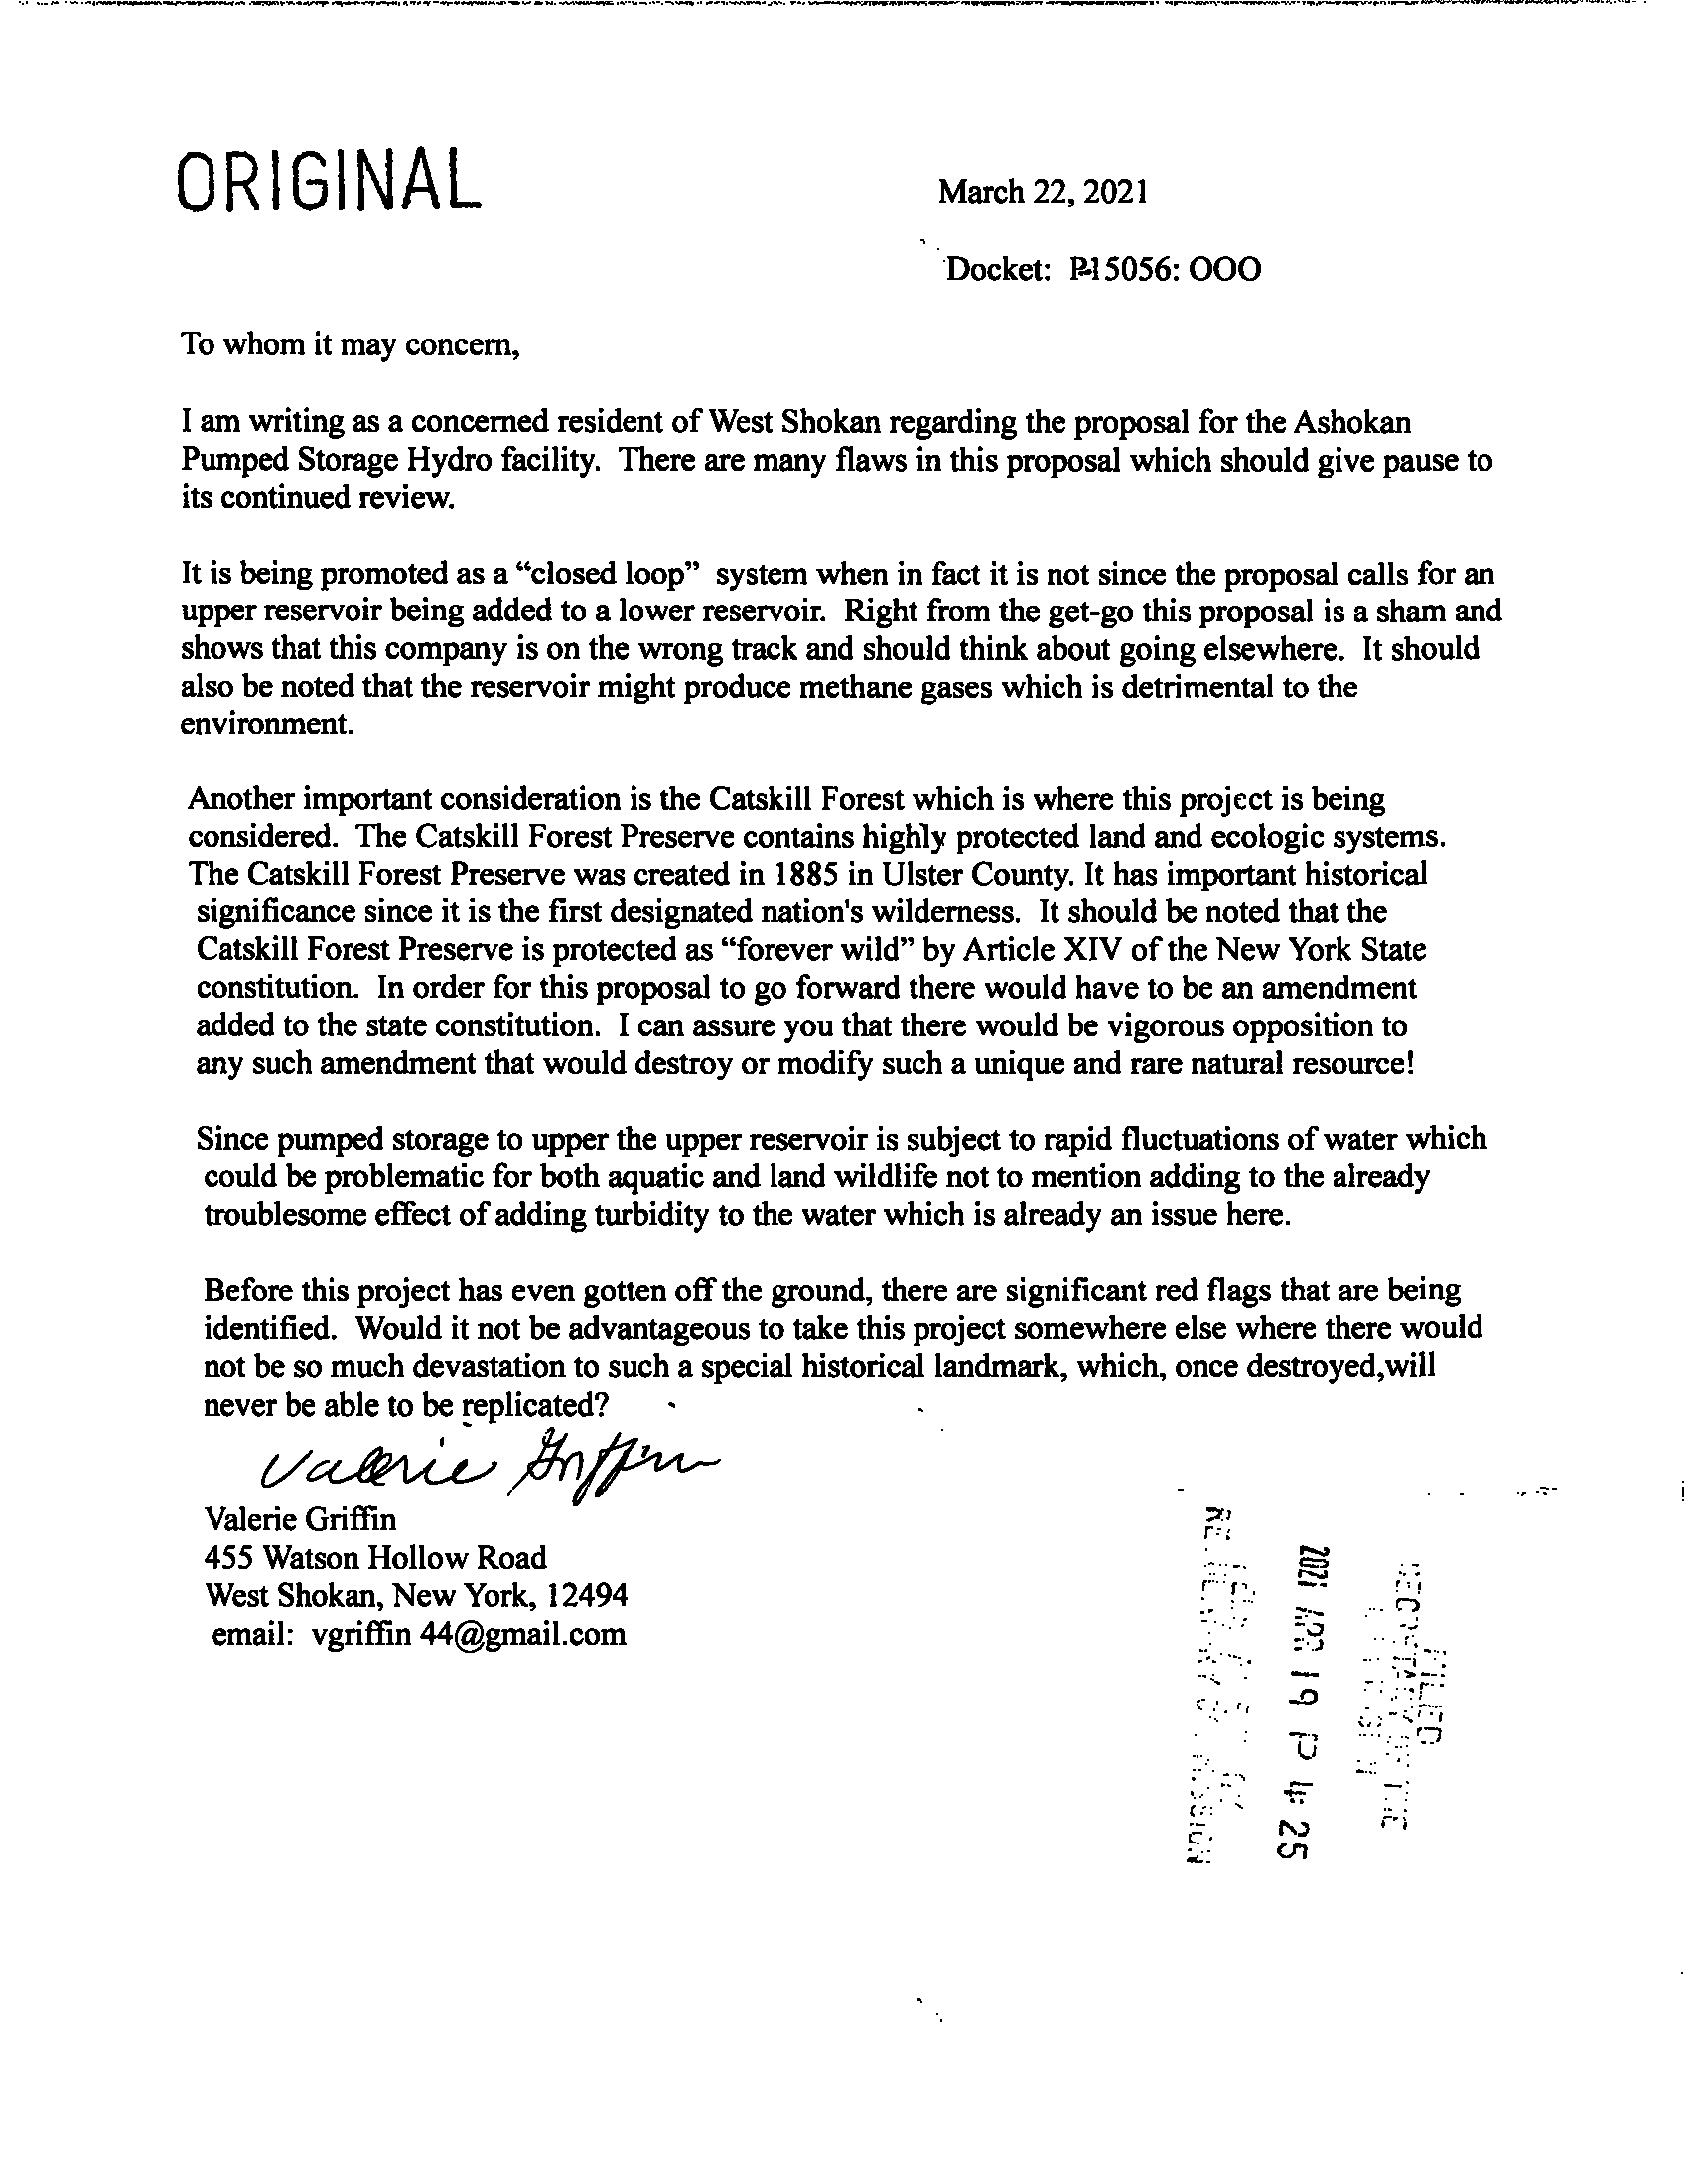 ORIGINAL
March 22, 2021
Docket: P-15056: OOO
To whom it may concern,
I am writing as a concerned resident of West Shokan regarding the proposal for the Ashokan
Pumped Storage Hydro facility. There are many flaws in this proposal which should give pause to
its continued review.
It is being promoted as a “closed loop” system when in fact it is not since the proposal calls for an
upper reservoir being added to a lower reservoir. Right from the get-go this proposal is a sham and
shows that this company is on the wrong track and should think about going elsewhere. It should
also be noted that the reservoir might produce methane gases which is detrimental to the
environment.
Another important consideration is the Catskill Forest which is where this project is being
considered. The Catskill Forest Preserve contains highly protected land and ecologic systems.
The Catskill Forest Preserve was created in 1885 in Ulster County. It has important historical
significance since it is the first designated nation's wilderness. It should be noted that the
Catskill Forest Preserve is protected as “forever wild” by Article XIV of the New York State
constitution. In order for this proposal to go forward there would have to be an amendment
added to the state constitution. I can assure you that there would be vigorous opposition to
any such amendment that would destroy or modify such a unique and rare natural resource!
Since pumped storage to upper the upper reservoir is subject to rapid fluctuations of water which
could be problematic for both aquatic and land wildlife not to mention adding to the already
troublesome effect of adding turbidity to the water which is already an issue here.
Before this project has even gotten off the ground, there are significant red flags that are being
identified. Would it not be advantageous to take this project somewhere else where there would
not be so much devastation to such a special historical landmark, which, once destroyed,will
never be able to be replicated?
Valerie Griffin
Valerie Griffin
455 Watson Hollow Road
West Shokan, New York, 12494
email: vgriffin 44@gmail.com
FILED
2021 APR 19 P 4: 25